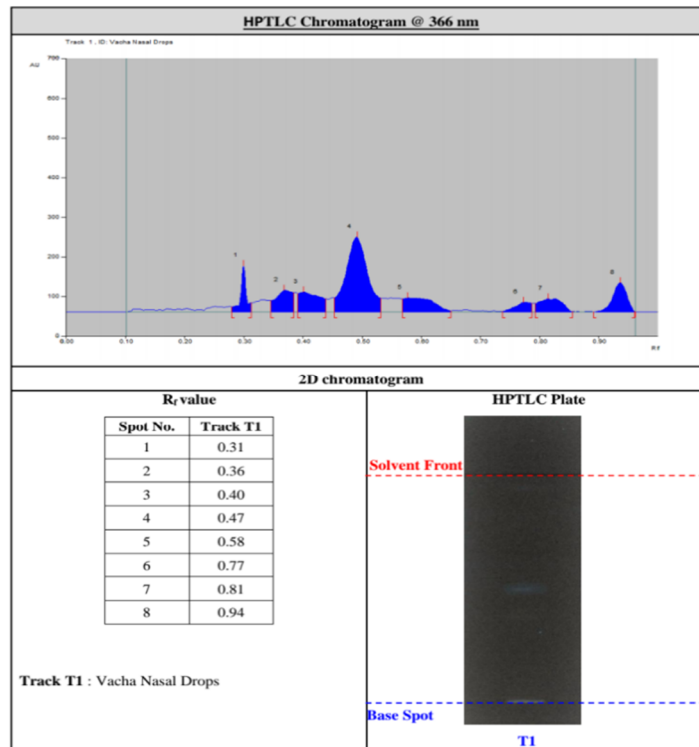 HPTLC Chromatogram @ 366 nm
Track 1 , ID: Vacha Nasal Drops
AU
700
600
500
400
300
200
100
0
1
2
3
4
5
6
7
8
0.00 0.10 0.20 0.30 0.40 0.50 0.60 0.70 0.80 0.90
Rf
2D chromatogram
Rf value
Spot No. Track T1
1 0.31
2 0.36
3 0.40
4 0.47
5 0.58
6 0.77
7 0.81
8 0.94
Track T1 : Vacha Nasal Drops
HPTLC Plate
Solvent Front
Base Spot
T1